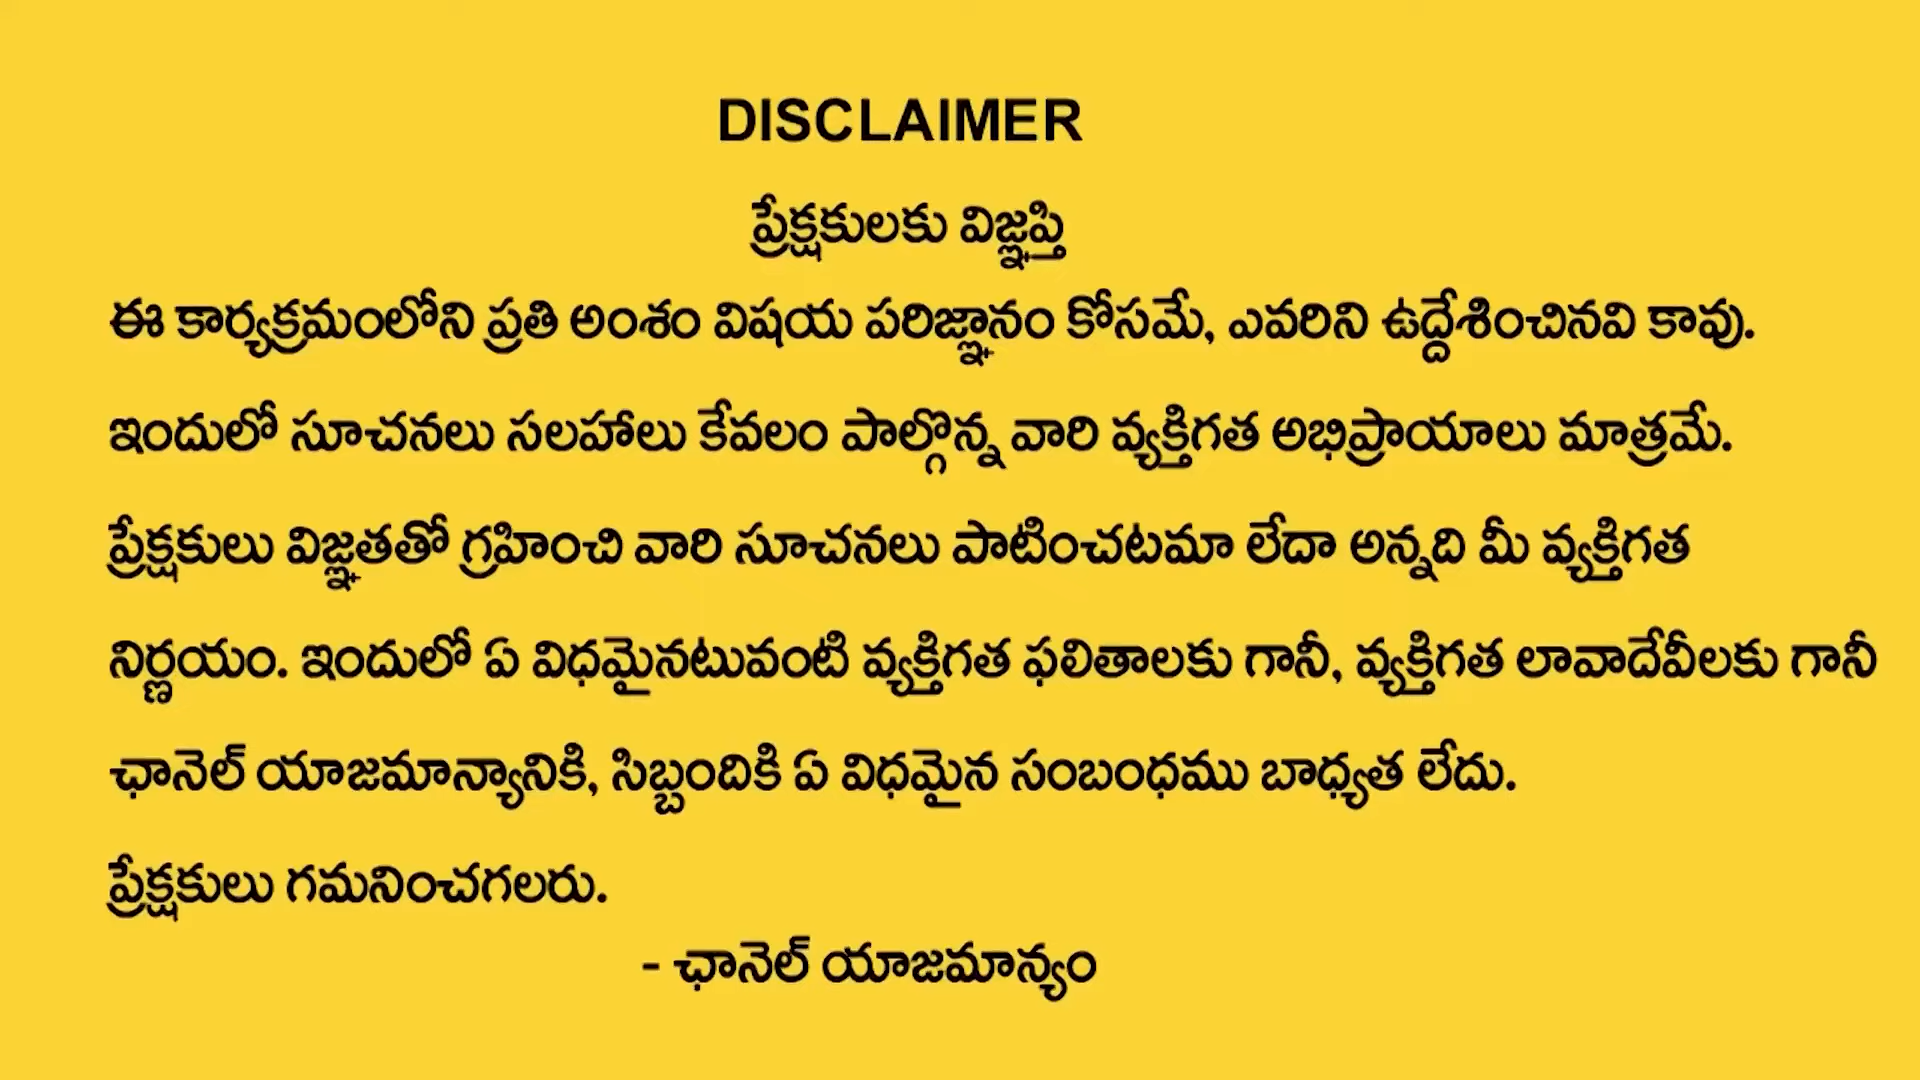 DISCLAIMER
ప్రేక్షకులకు విజ్ఞప్తి
ఈ కార్యక్రమంలోని ప్రతి అంశం విషయ పరిజ్ఞానం కోసమే, ఎవరిని ఉద్దేశించినవి కావు.
ఇందులో సూచనలు సలహాలు కేవలం పాల్గొన్న వారి వ్యక్తిగత అభిప్రాయాలు మాత్రమే.
ప్రేక్షకులు విజ్ఞతతో గ్రహించి వారి సూచనలు పాటించటమా లేదా అన్నది మీ వ్యక్తిగత
నిర్ణయం. ఇందులో ఏ విధమైనటువంటి వ్యక్తిగత ఫలితాలకు గానీ, వ్యక్తిగత లావాదేవీలకు గానీ
ఛానెల్ యాజమాన్యానికి, సిబ్బందికి ఏ విధమైన సంబంధము బాధ్యత లేదు.
ప్రేక్షకులు గమనించగలరు.
- ఛానెల్ యాజమాన్యం